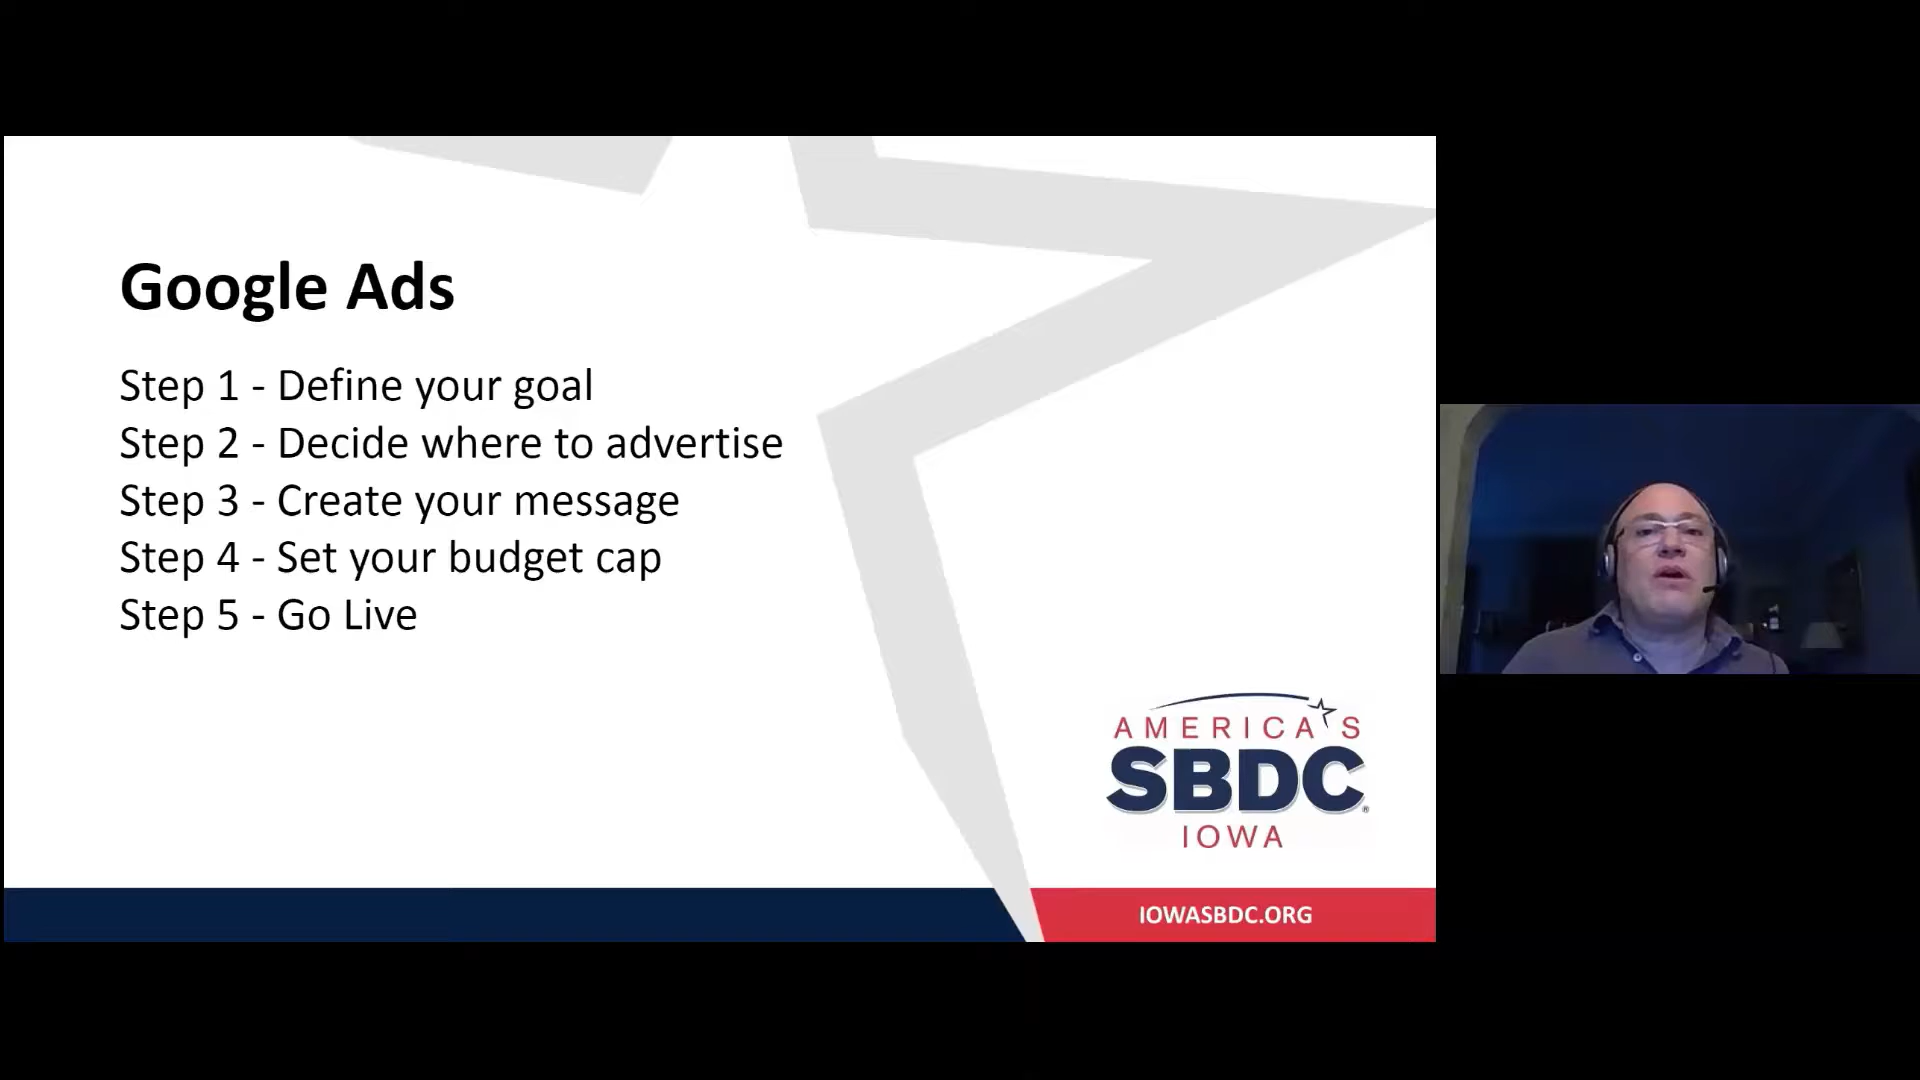 Google Ads
Step 1 - Define your goal
Step 2 - Decide where to advertise
Step 3 - Create your message
Step 4 - Set your budget cap
Step 5 - Go Live
AMERICA'S
SBDC®
IOWA
IOWASBDC.ORG